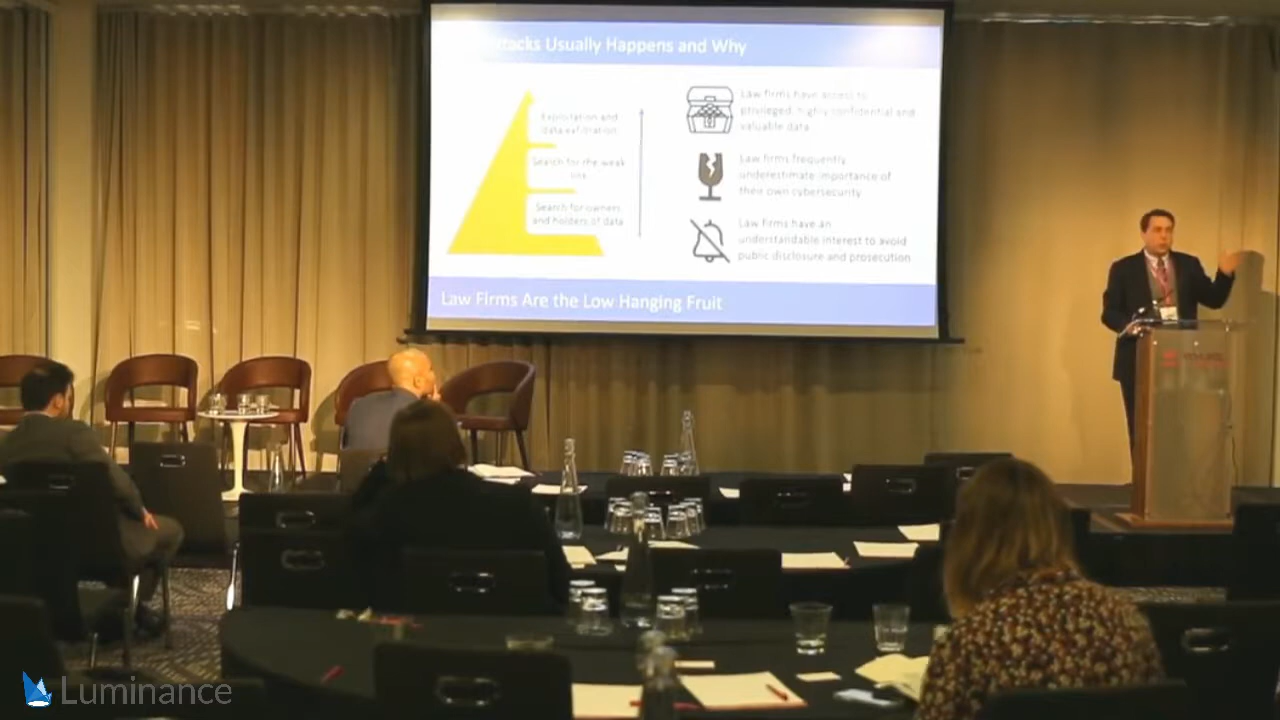 Usually Happens and Why
Exploitation and
data exfiltration
Search for the weak
link
Search for owners
and holders of data
Law firms have access to
privileged, highly confidential and
valuable data
Law firms frequently
underestimate importance of
their own cybersecurity
Law firms have an
understandable interest to avoid
public disclosure and prosecution
Law Firms Are the Low Hanging Fruit
Luminance